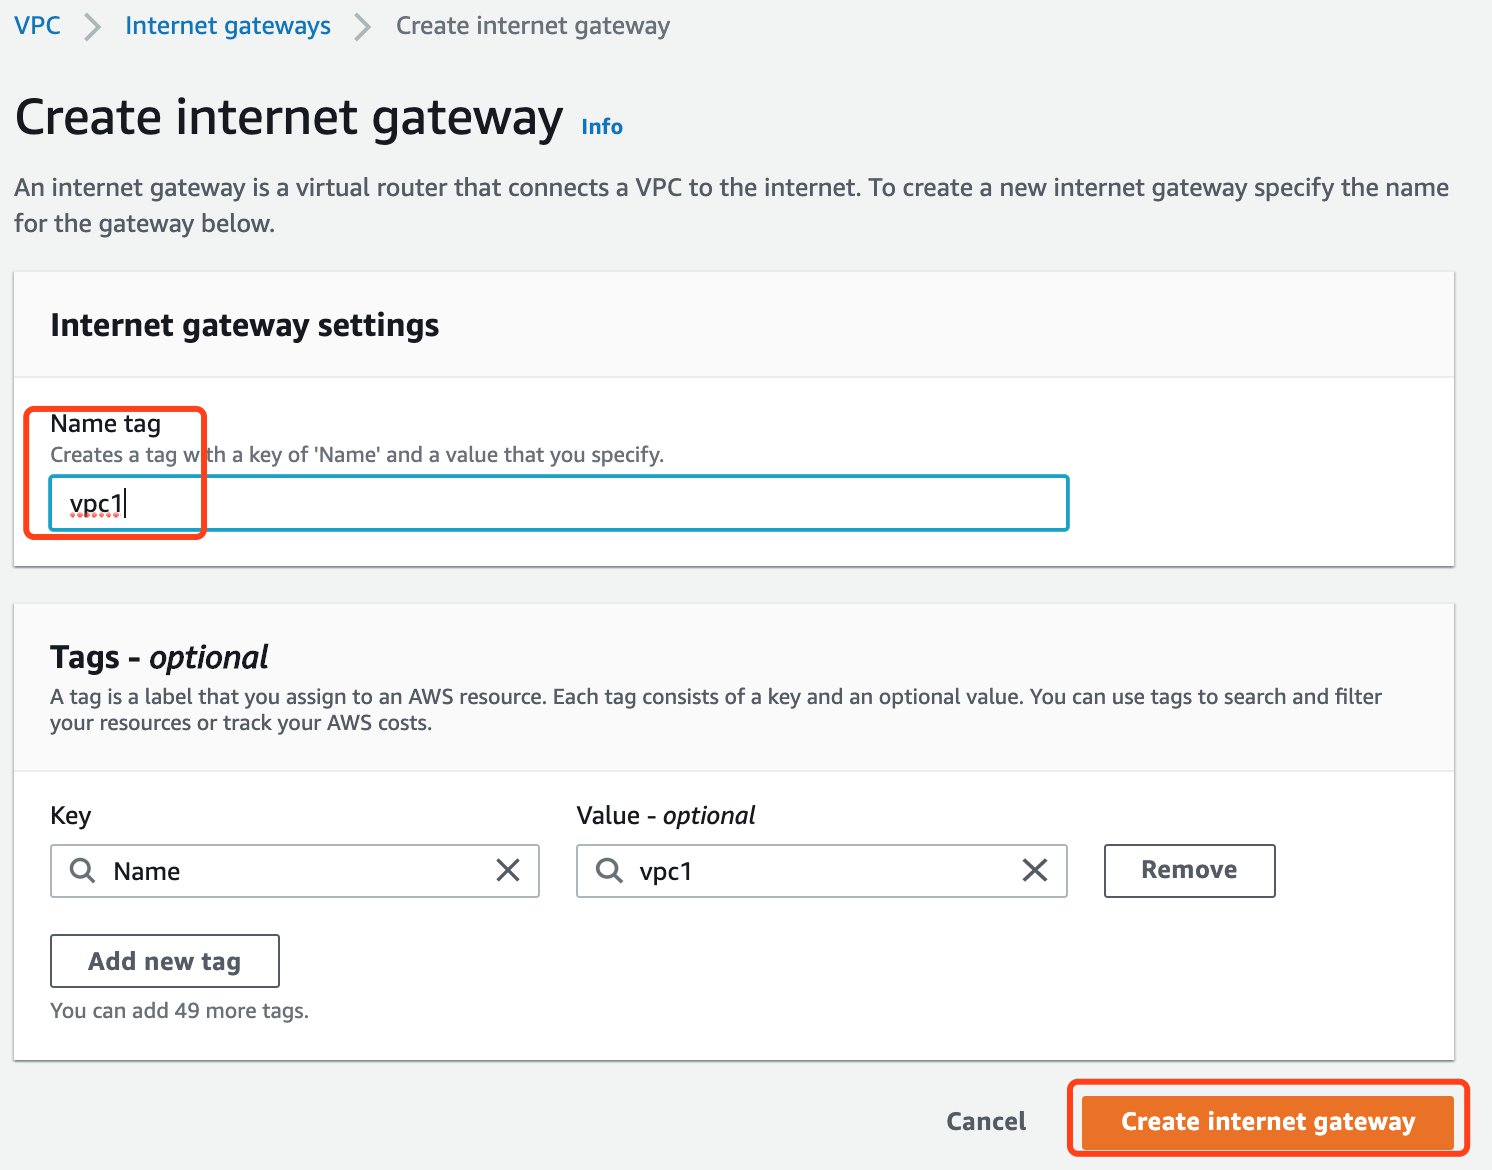 VPC > Internet gateways > Create internet gateway
Create internet gateway Info
An internet gateway is a virtual router that connects a VPC to the internet. To create a new internet gateway specify the name
for the gateway below.
Internet gateway settings
Name tag
Creates a tag with a key of 'Name' and a value that you specify.
vpc1
Tags - optional
A tag is a label that you assign to an AWS resource. Each tag consists of a key and an optional value. You can use tags to search and filter
your resources or track your AWS costs.
Key
Value - optional
Name
vpc1
Remove
Add new tag
You can add 49 more tags.
Cancel
Create internet gateway